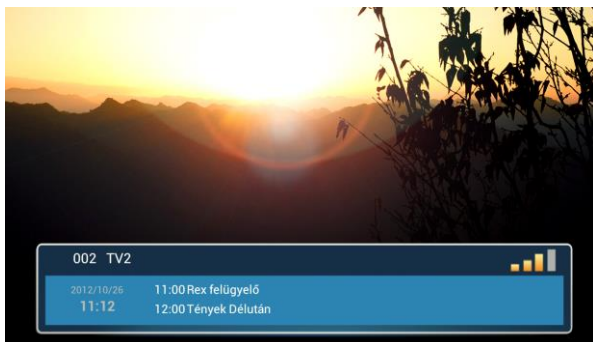 002 TV2
2012/10/26
11:12
11:00 Rex felügyelő
12:00 Tények Délután